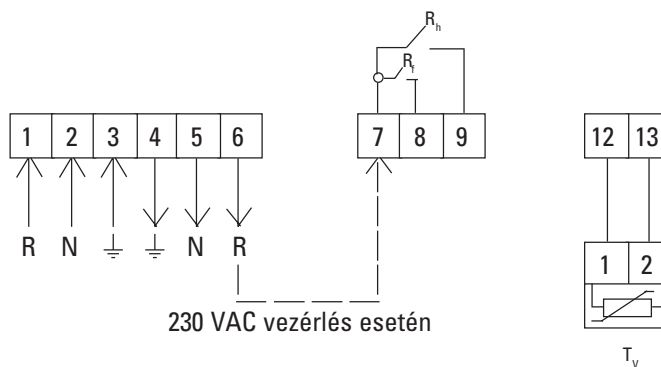 R_h
R_f
1 2 3 4 5 6 7 8 9 12 13
R N N R
1 2
230 VAC vezérlés esetén
T_v